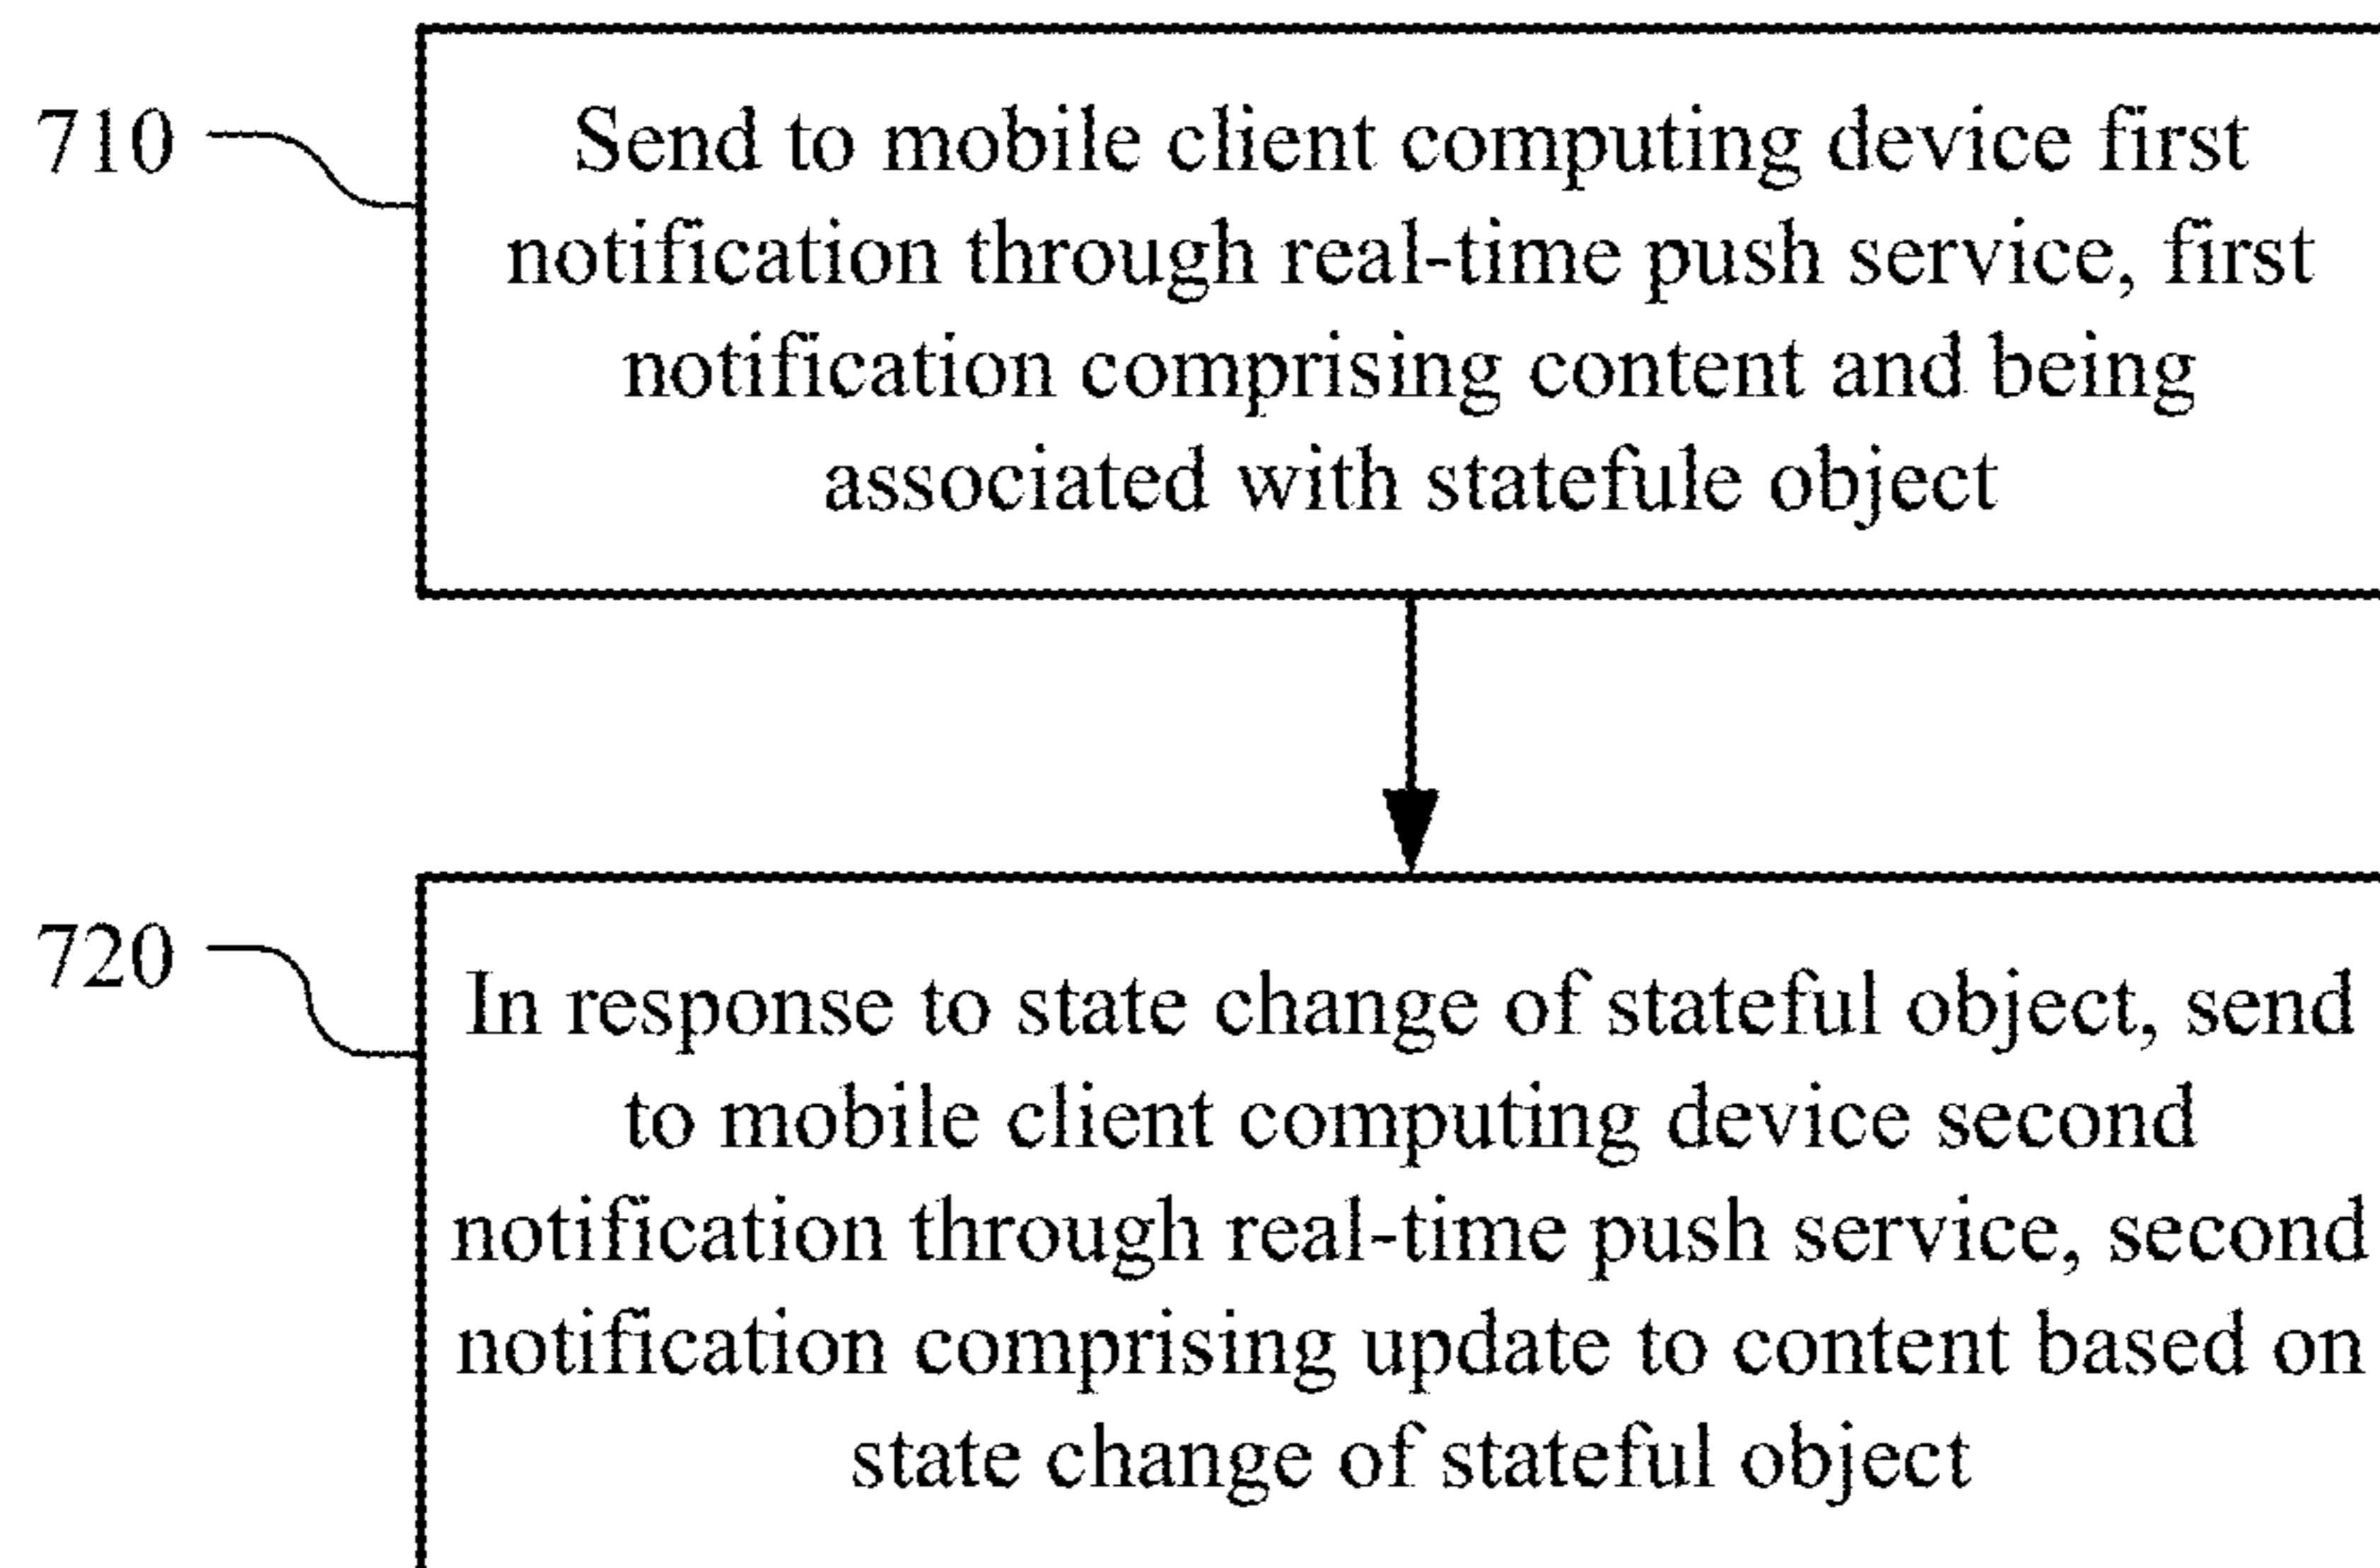 710
Send to mobile client computing device first
notification through real-time push service, first
notification comprising content and being
associated with statefule object
720
In response to state change of stateful object, send
to mobile client computing device second
notification through real-time push service, second
notification comprising update to content based on
state change of stateful object